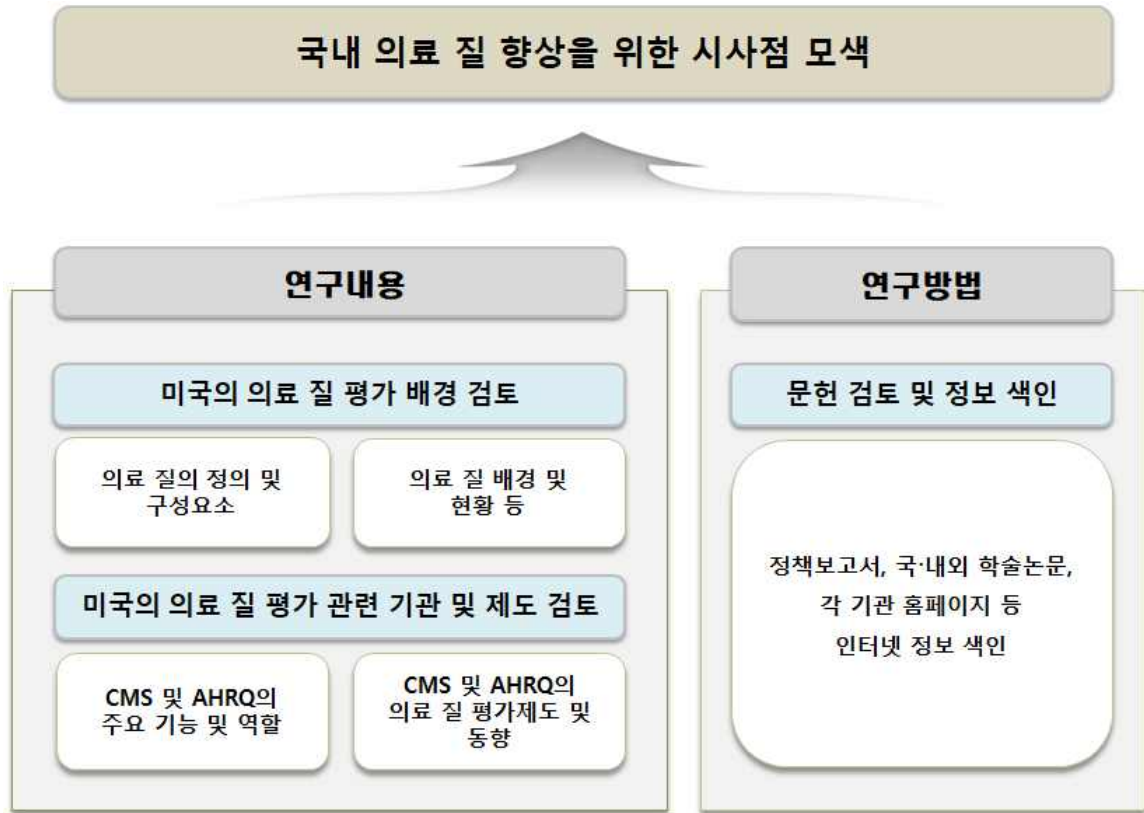 국내 의료 질 향상을 위한 시사점 모색
연구내용
미국의 의료 질 평가 배경 검토
의료 질의 정의 및
구성요소
의료 질 배경 및
현황 등
미국의 의료 질 평가 관련 기관 및 제도 검토
CMS 및 AHRQ의
주요 기능 및 역할
CMS 및 AHRQ의
의료 질 평가제도 및
동향
연구방법
문헌 검토 및 정보 색인
정책보고서, 국·내외 학술논문,
각 기관 홈페이지 등
인터넷 정보 색인